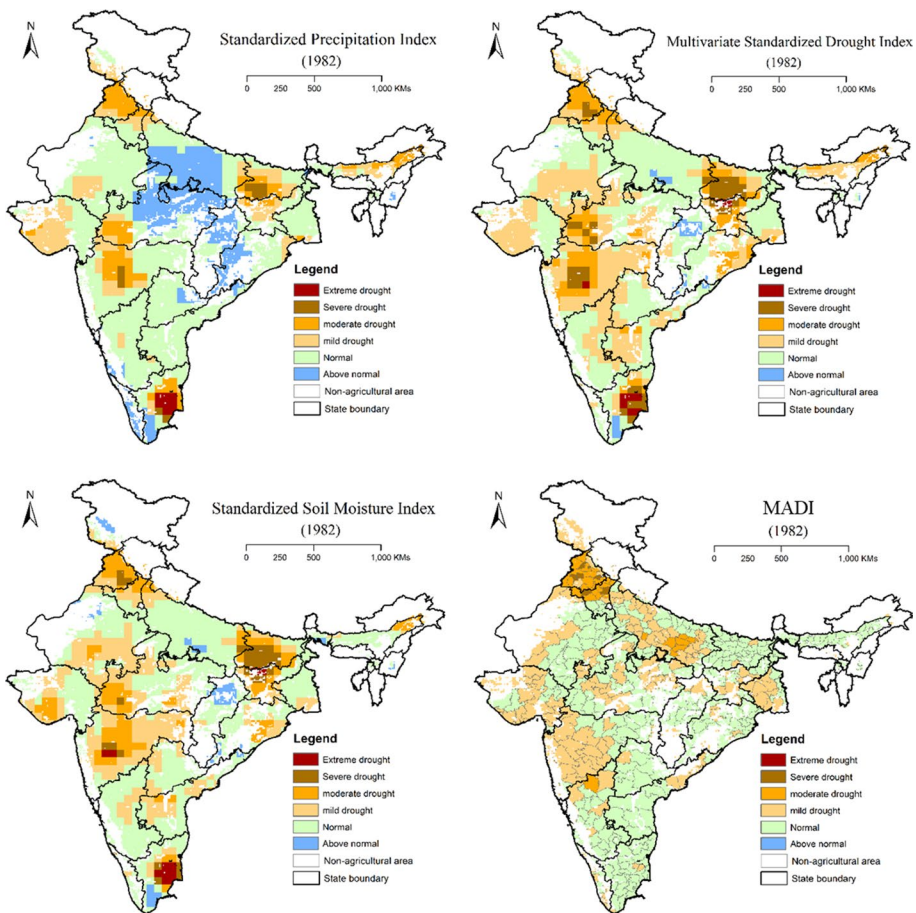 N
Standardized Precipitation Index
(1982)
0 250 500 1,000 KMs
Legend
Extreme drought
Severe drought
moderate drought
mild drought
Normal
Above normal
Non-agricultural area
State boundary
N
Multivariate Standardized Drought Index
(1982)
0 250 500 1,000 KMs
Legend
Extreme drought
Severe drought
moderate drought
mild drought
Normal
Above normal
Non-agricultural area
State boundary
N
Standardized Soil Moisture Index
(1982)
0 250 500 1,000 KMs
Legend
Extreme drought
Severe drought
moderate drought
mild drought
Normal
Above normal
Non-agricultural area
State boundary
N
MADI
(1982)
0 250 500 1,000 KMs
Legend
Extreme drought
Severe drought
moderate drought
mild drought
Normal
Above normal
Non-agricultural area
State boundary